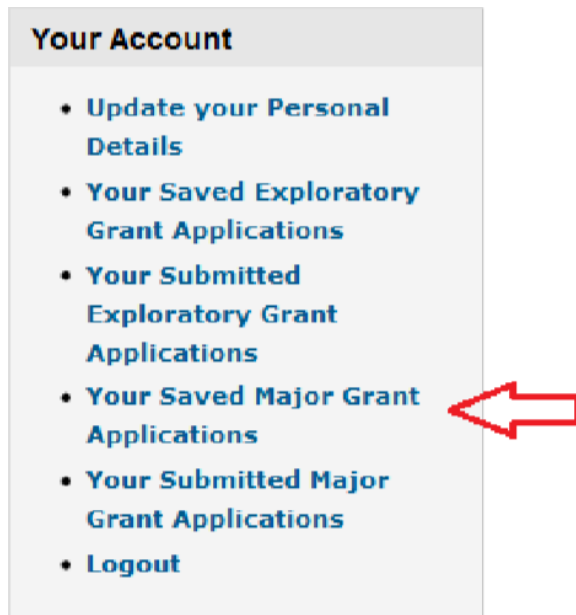 Your Account
• Update your Personal
Details
• Your Saved Exploratory
Grant Applications
• Your Submitted
Exploratory Grant
Applications
• Your Saved Major Grant
Applications
• Your Submitted Major
Grant Applications
• Logout